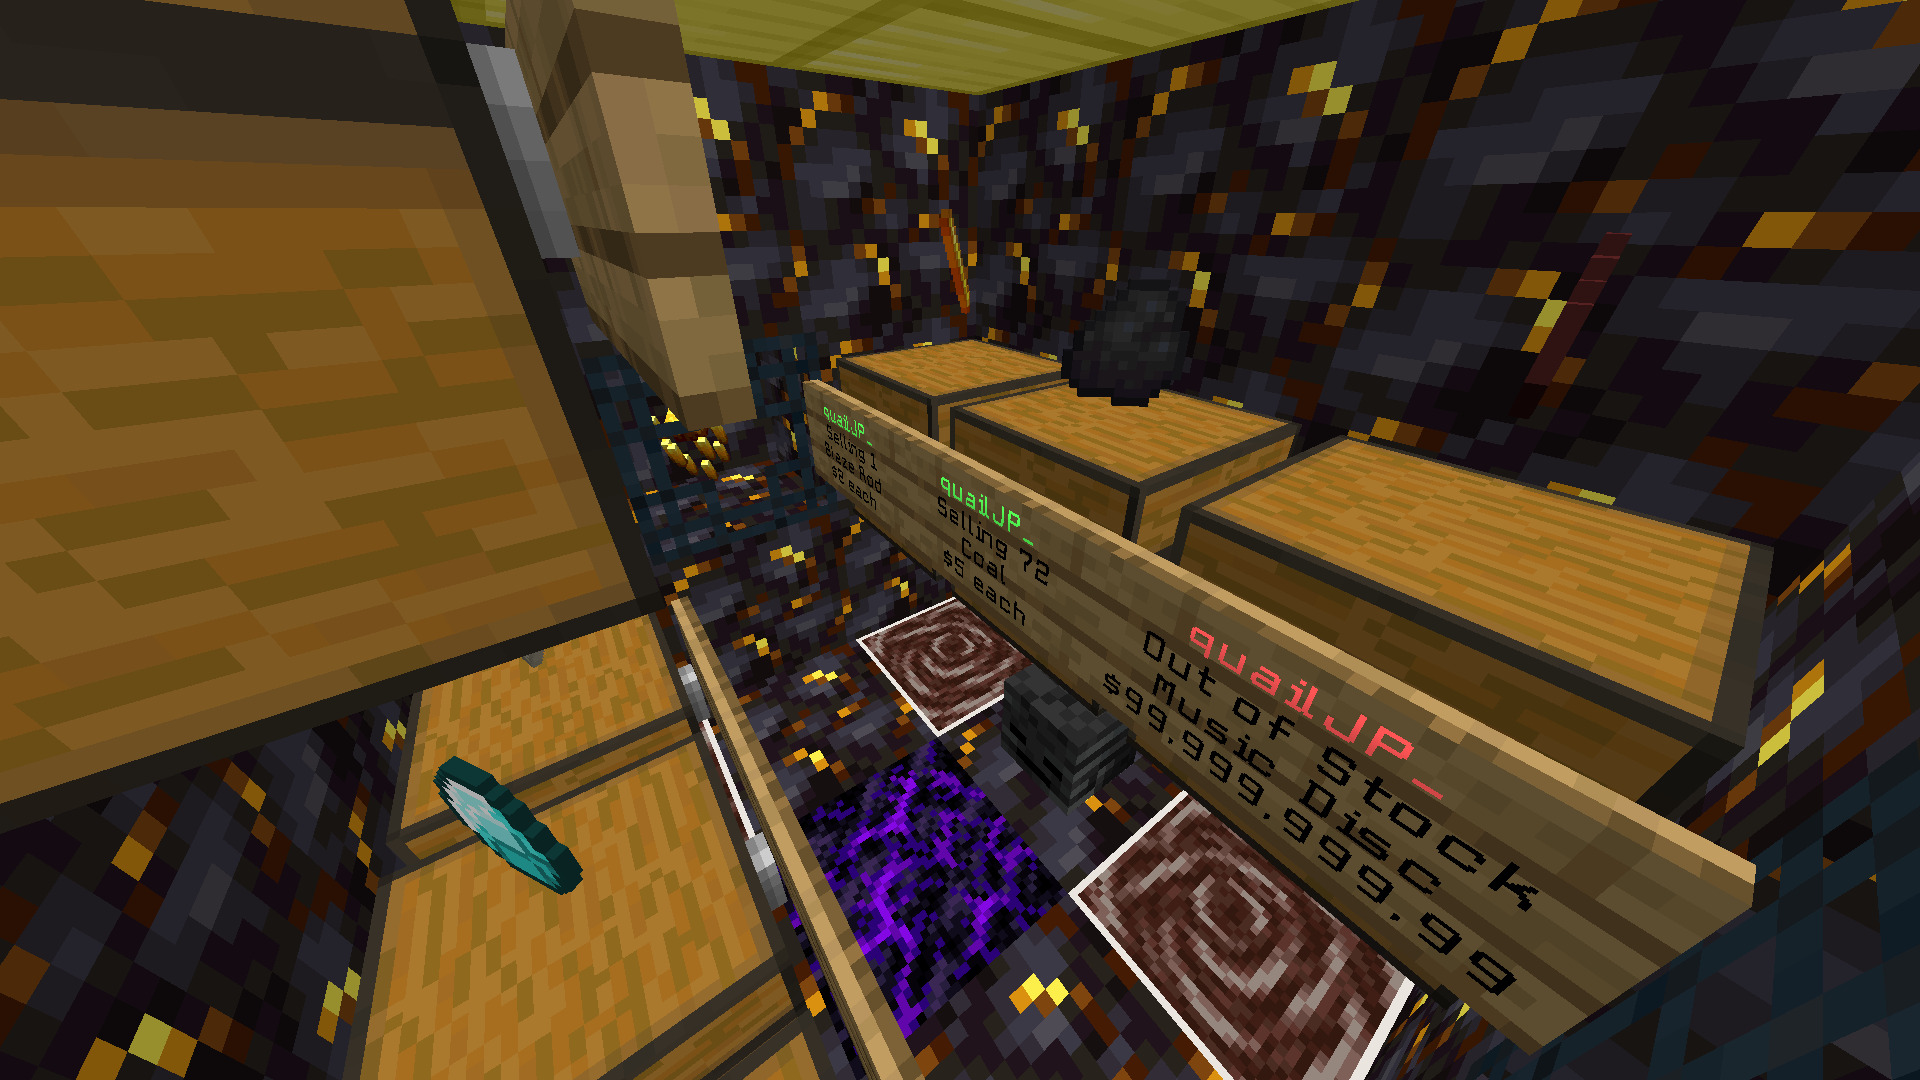 quailJP_
Selling 1
Blaze Rod
$2 each
quailJP_
Selling 72
Coal
$5 each
quailJP_
Out of Stock
Music Disc
$99,999,999.99